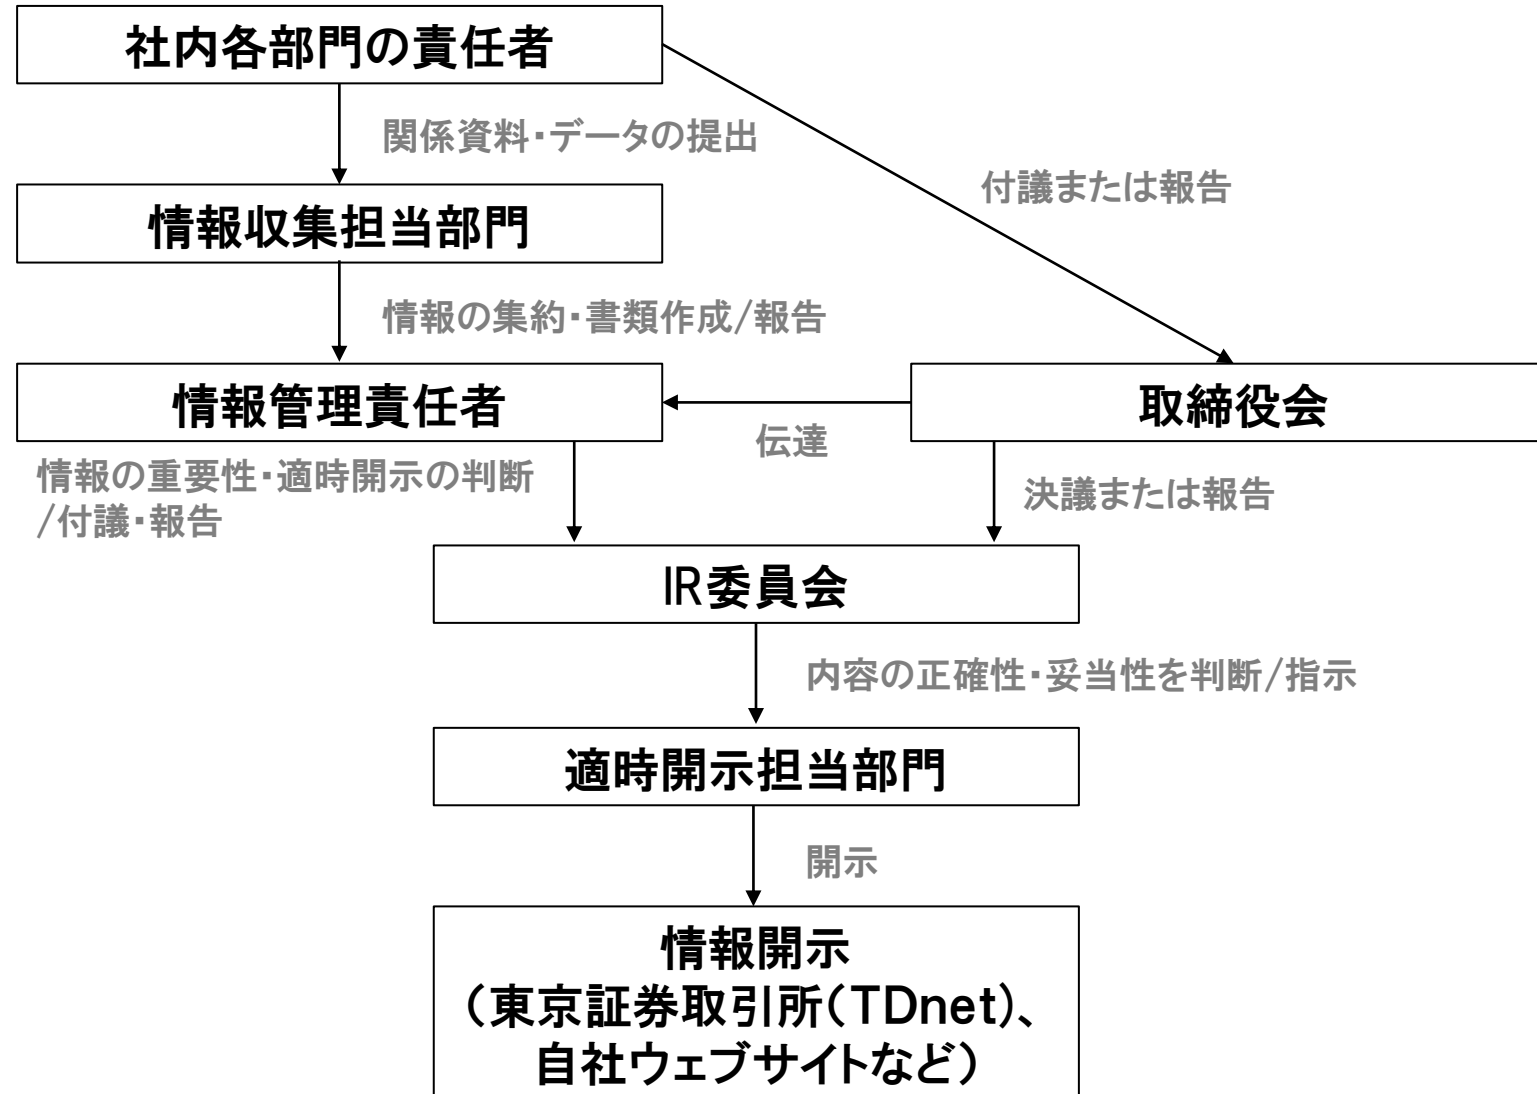 社内各部門の責任者
関係資料・データの提出
付議または報告
情報収集担当部門
情報の集約・書類作成/報告
情報管理責任者
取締役会
伝達
情報の重要性・適時開示の判断
/付議・報告
決議または報告
IR委員会
内容の正確性・妥当性を判断/指示
適時開示担当部門
開示
情報開示
(東京証券取引所(TDnet)、
自社ウェブサイトなど)